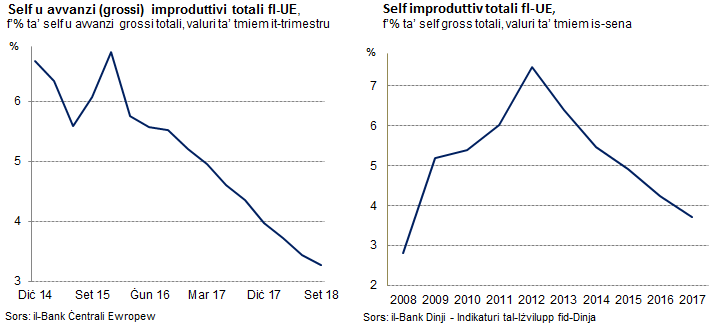 Self u avvanzi (grossi) improduttivi totali fl-UE,
f'% ta' self u avvanzi grossi totali, valuri ta' tmiem it-trimestru
%
6
5
4
3
Diċ 14 Set 15 Ġun 16 Mar 17 Diċ 17 Set 18
Sors: il-Bank Ċentrali Ewropew
Self improduttiv totali fl-UE,
f'% ta' self gross totali, valuri ta' tmiem is-sena
%
7
6
5
4
3
2
2008 2009 2010 2011 2012 2013 2014 2015 2016 2017
Sors: il-Bank Dinji - Indikaturi tal-Iżvilupp fid-Dinja